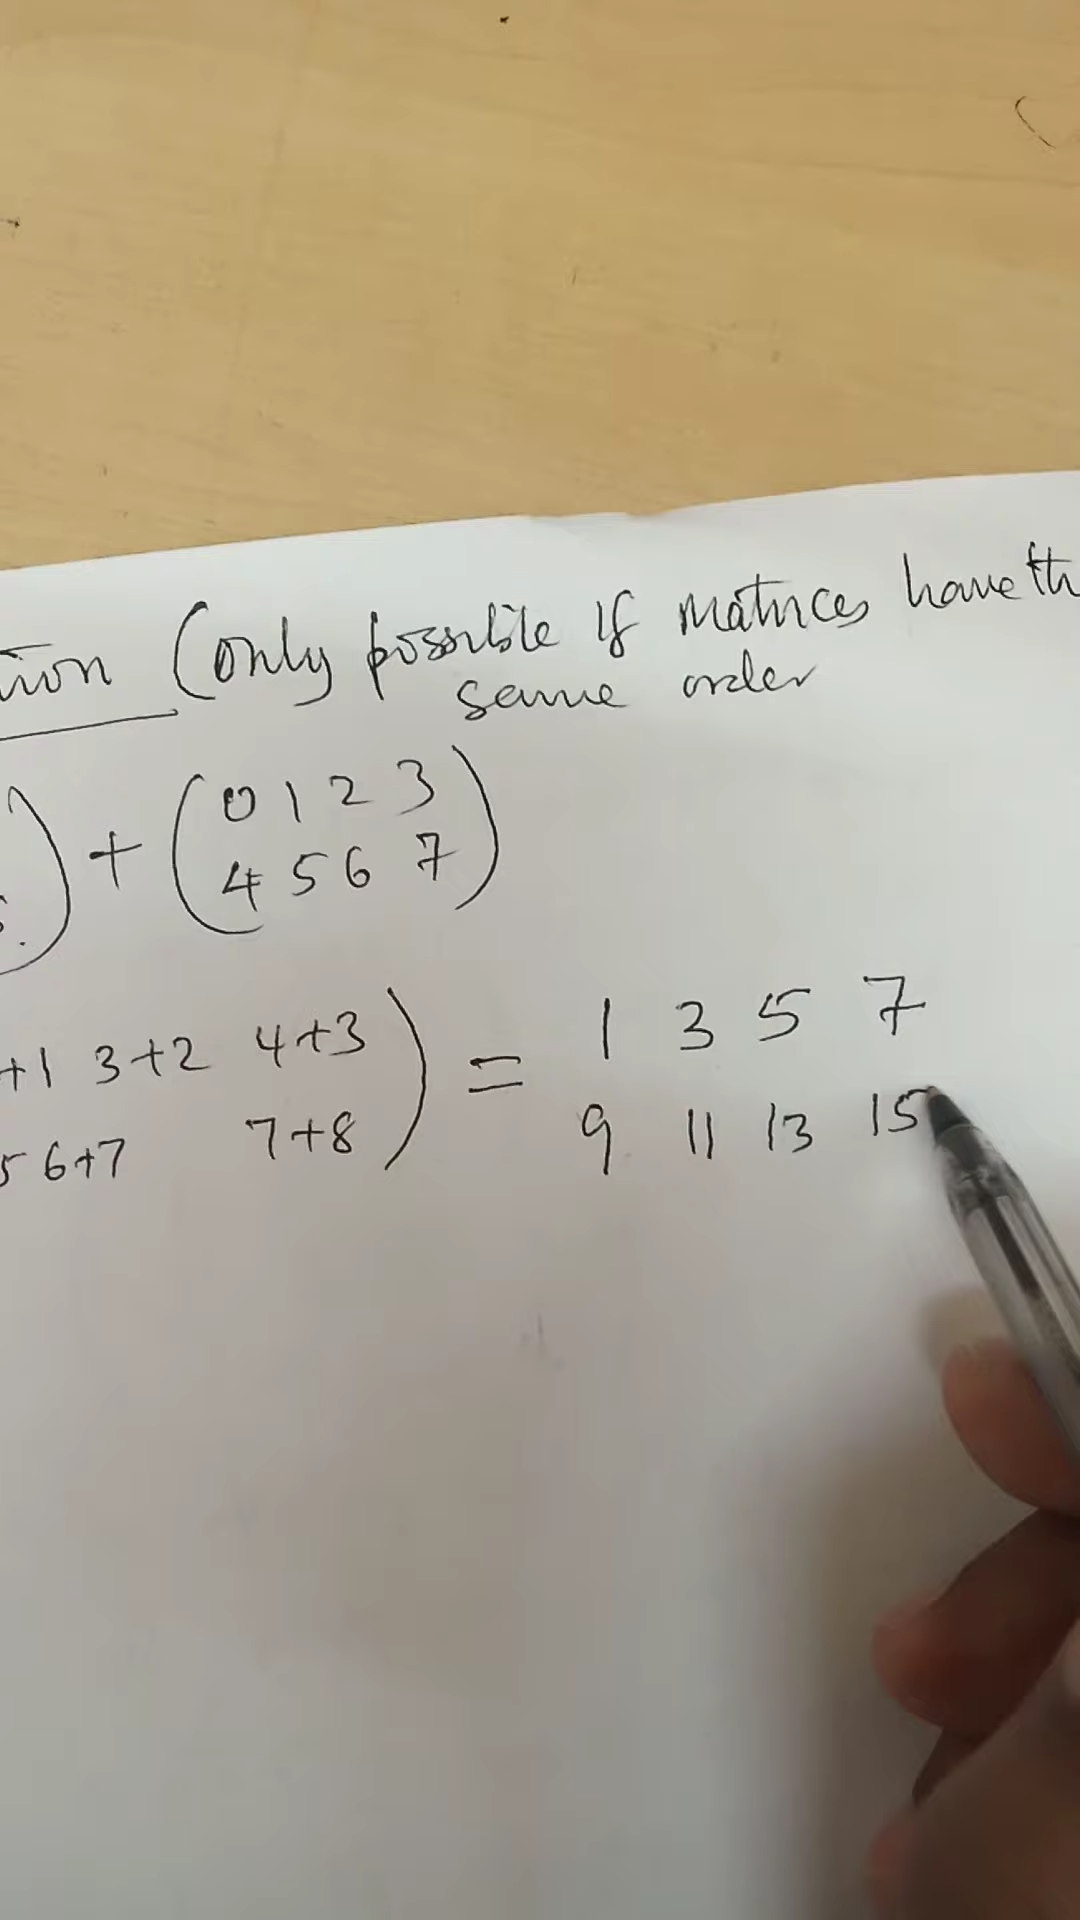 tion (only possible if matrices have th
same order
) + ( 0 1 2 3
4 5 6 7 )
+1 3+2 4+3 ) = 1 3 5 7
5 6+7 7+8 9 11 13 15